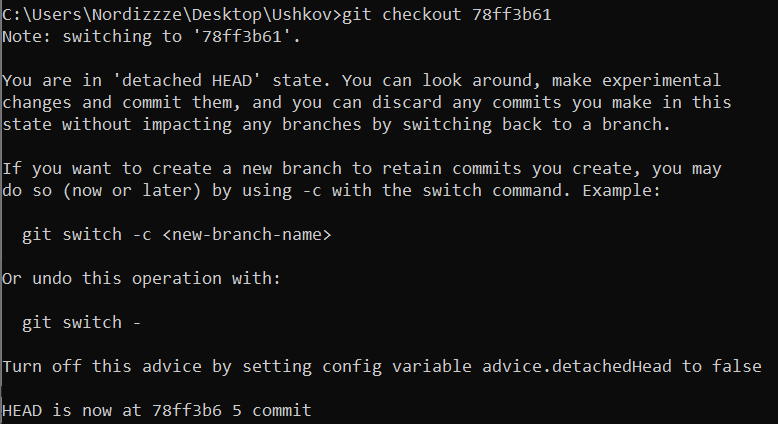 C:\Users\Nordizzze\Desktop\Ushkov>git checkout 78ff3b61
Note: switching to '78ff3b61'.
You are in 'detached HEAD' state. You can look around, make experimental
changes and commit them, and you can discard any commits you make in this
state without impacting any branches by switching back to a branch.
If you want to create a new branch to retain commits you create, you may
do so (now or later) by using -c with the switch command. Example:
git switch -c <new-branch-name>
Or undo this operation with:
git switch -
Turn off this advice by setting config variable advice.detachedHead to false
HEAD is now at 78ff3b6 5 commit